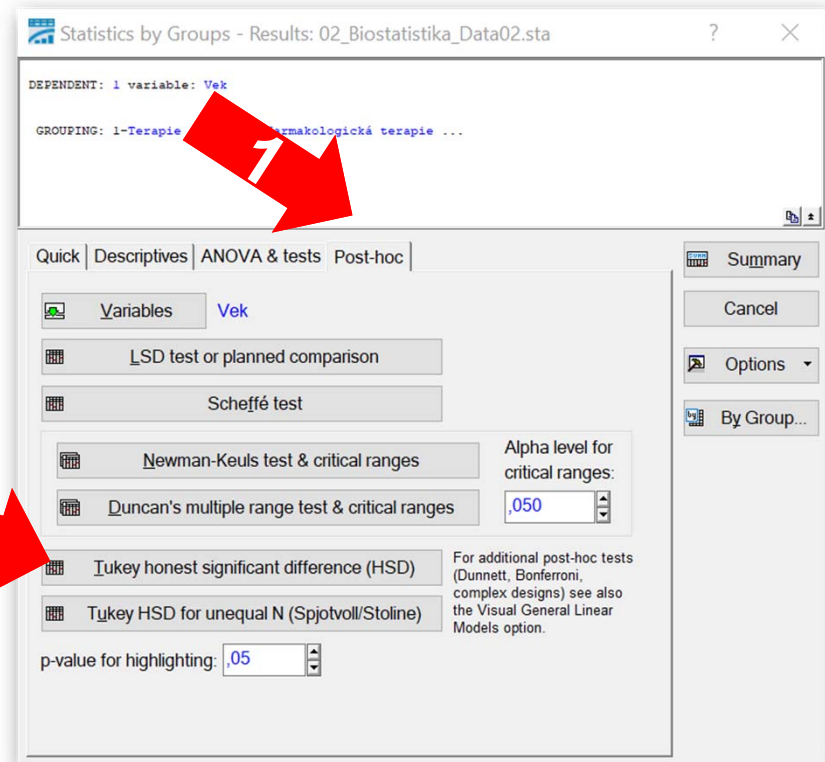 Statistics by Groups - Results: 02_Biostatistika_Data02.sta ? ×
DEPENDENT: 1 variable: Vek
GROUPING: 1-Terapie terapie ...
1
Quick Descriptives ANOVA & tests Post-hoc
Summary
Variables Vek
Cancel
LSD test or planned comparison
Options
Scheffé test
By Group...
Newman-Keuls test & critical ranges
Alpha level for
critical ranges:
Duncan's multiple range test & critical ranges
,050
Tukey honest significant difference (HSD)
Tukey HSD for unequal N (Spjotvoll/Stoline)
For additional post-hoc tests
(Dunnett, Bonferroni,
complex designs) see also
the Visual General Linear
Models option.
p-value for highlighting: ,05